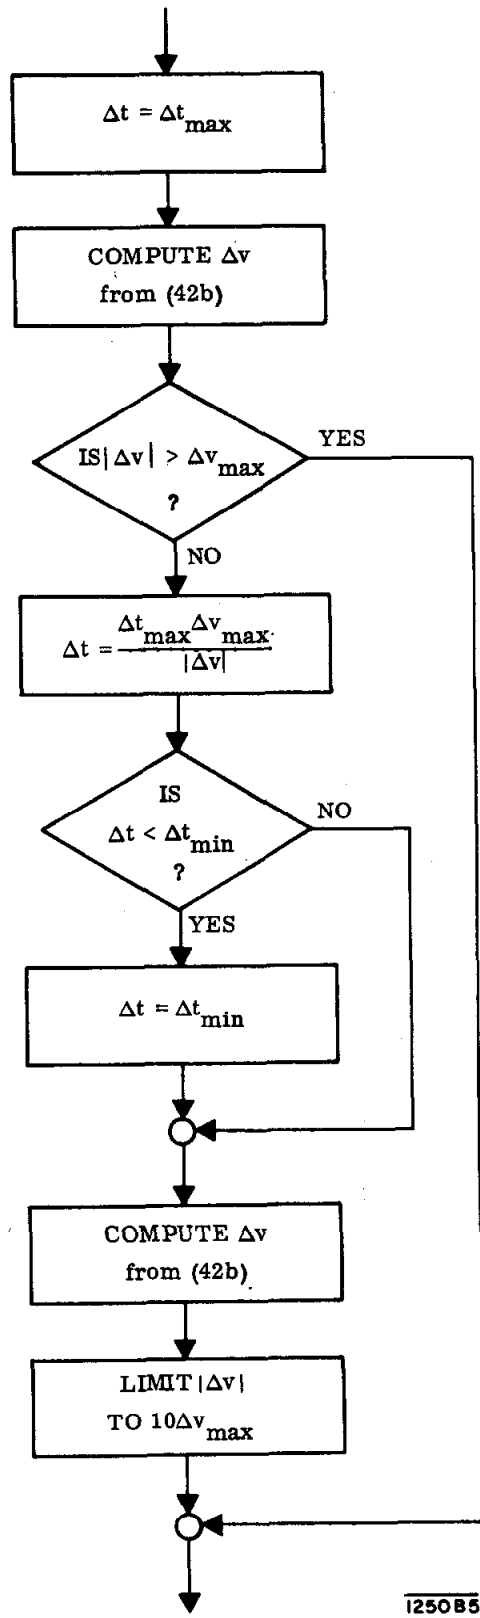 Δt = Δt_max
COMPUTE Δv
from (42b)
YES
IS |Δv| > Δv_max
?
NO
Δt = Δt_max Δv_max / |Δv|
IS
NO
Δt < Δt_min
?
YES
Δt = Δt_min
COMPUTE Δv
from (42b)
LIMIT |Δv|
TO 10Δv_max
1250B5